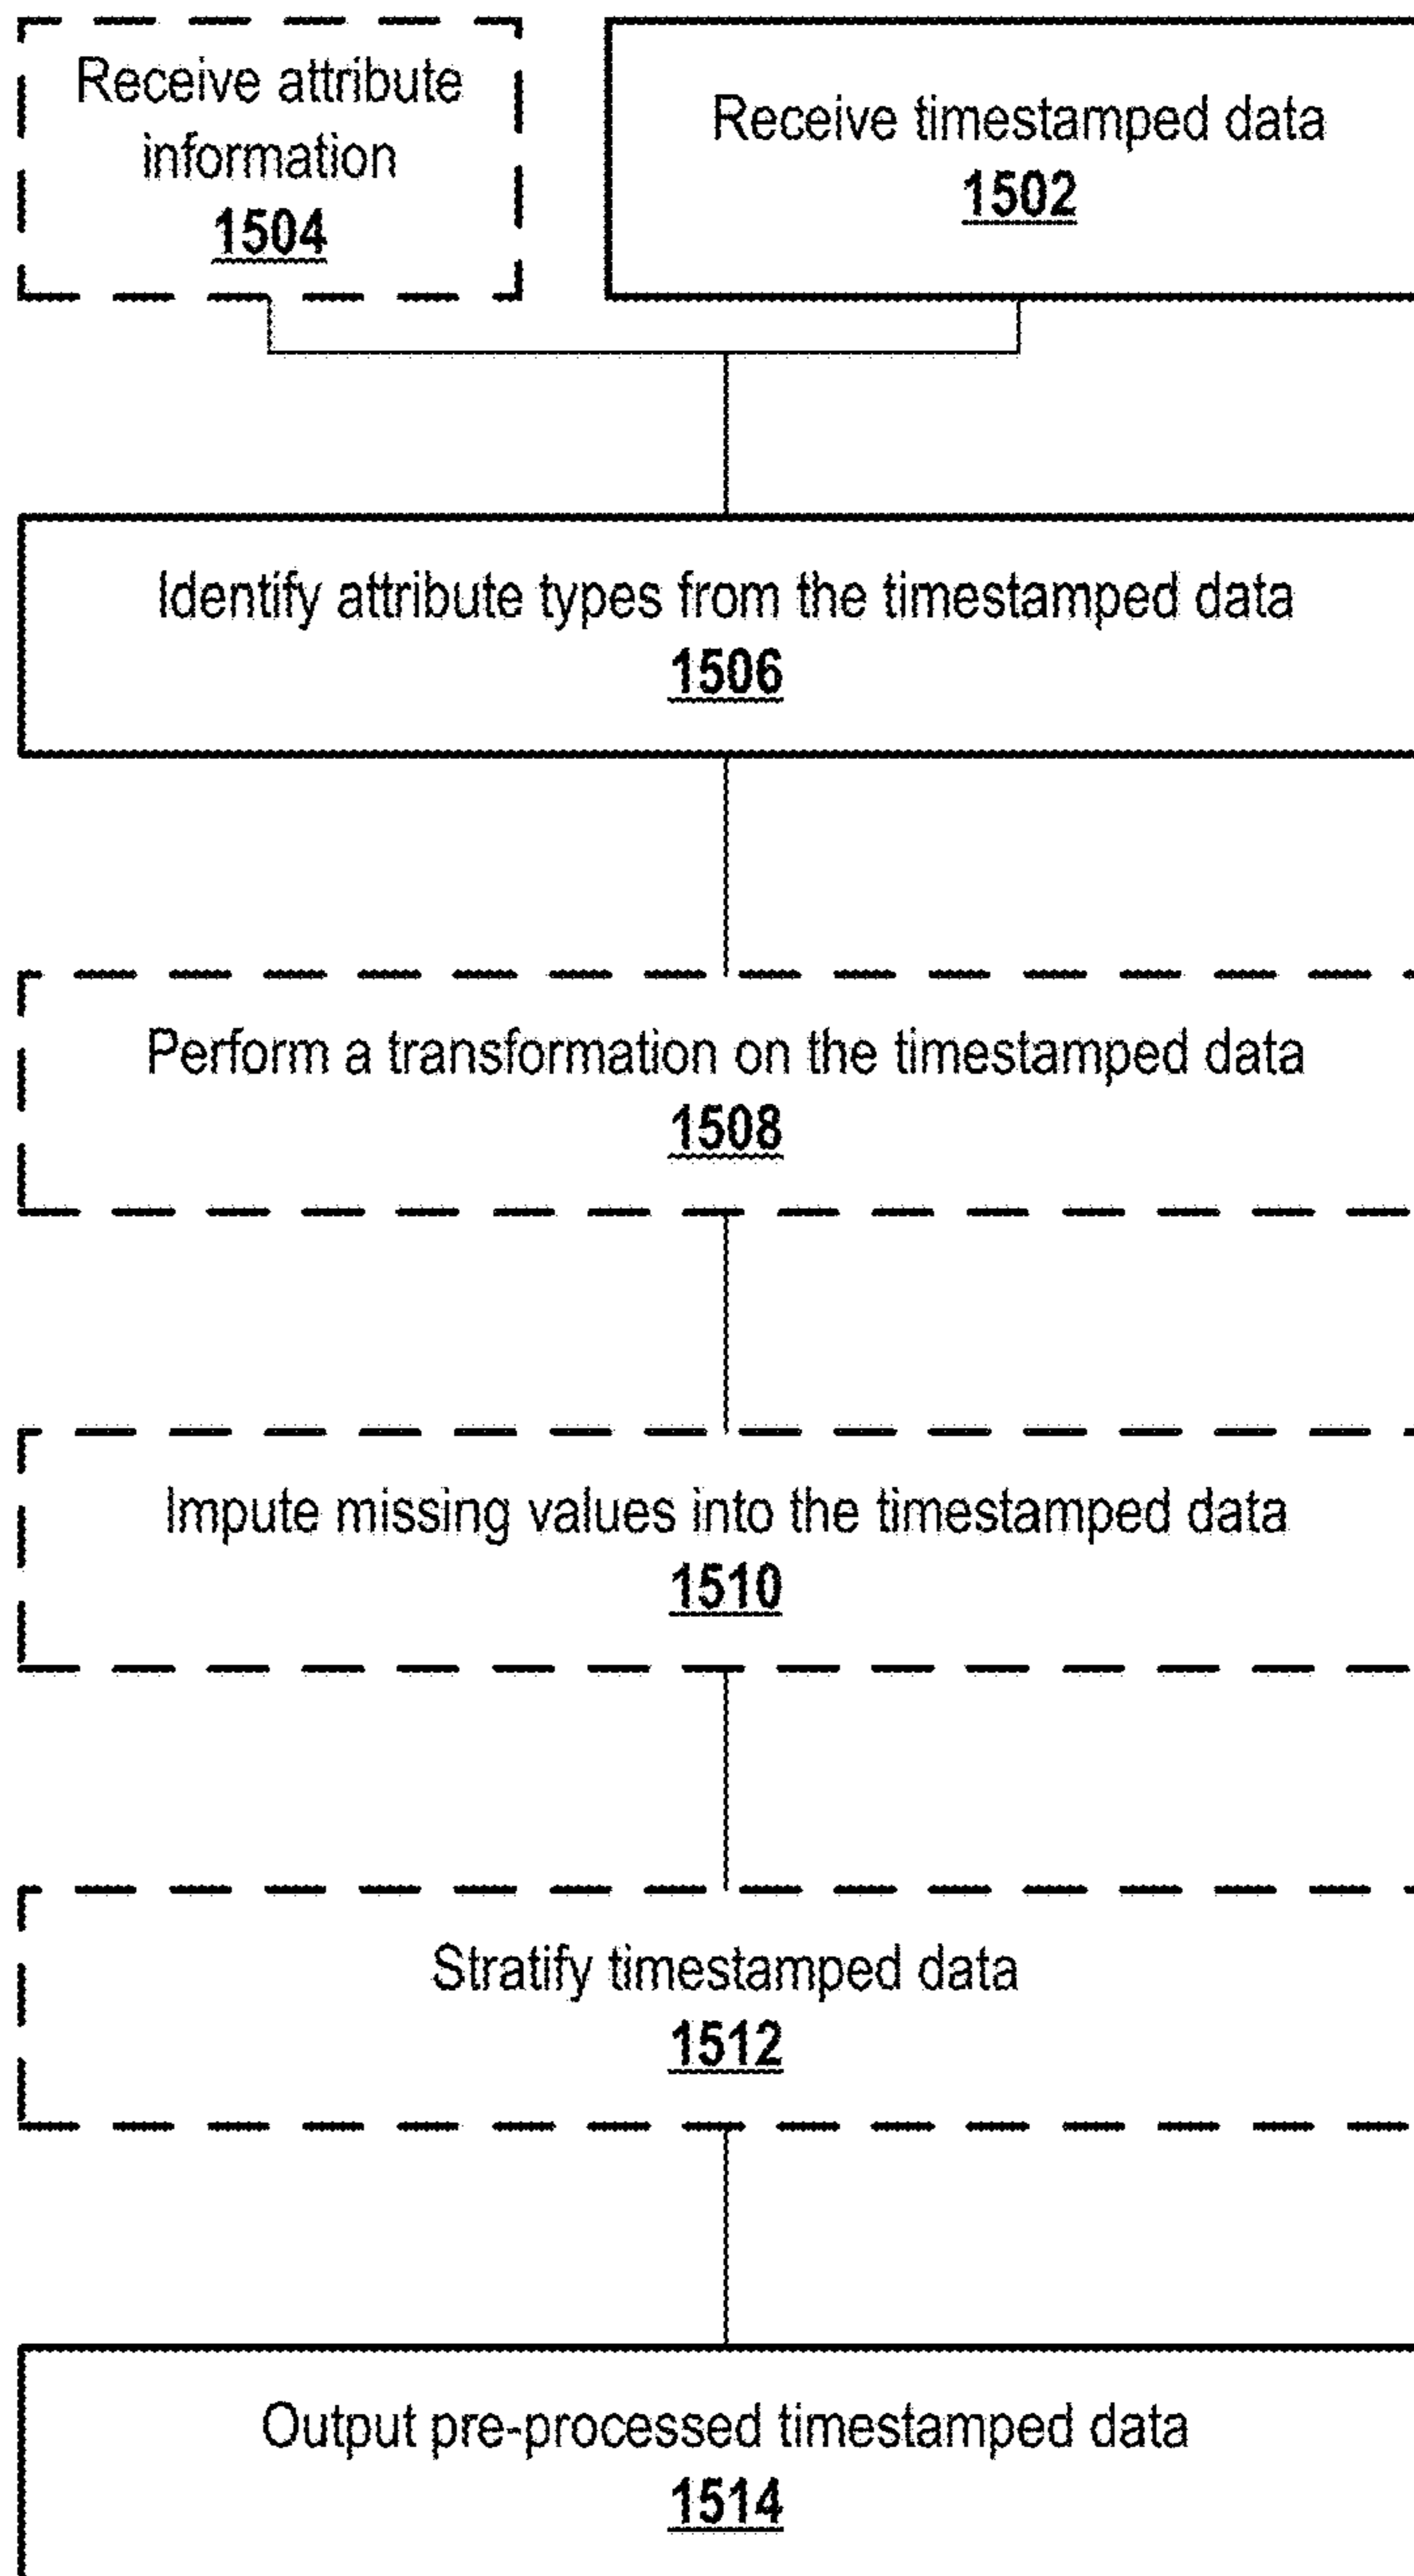 Receive attribute
information
1504
Receive timestamped data
1502
Identify attribute types from the timestamped data
1506
Perform a transformation on the timestamped data
1508
Impute missing values into the timestamped data
1510
Stratify timestamped data
1512
Output pre-processed timestamped data
1514